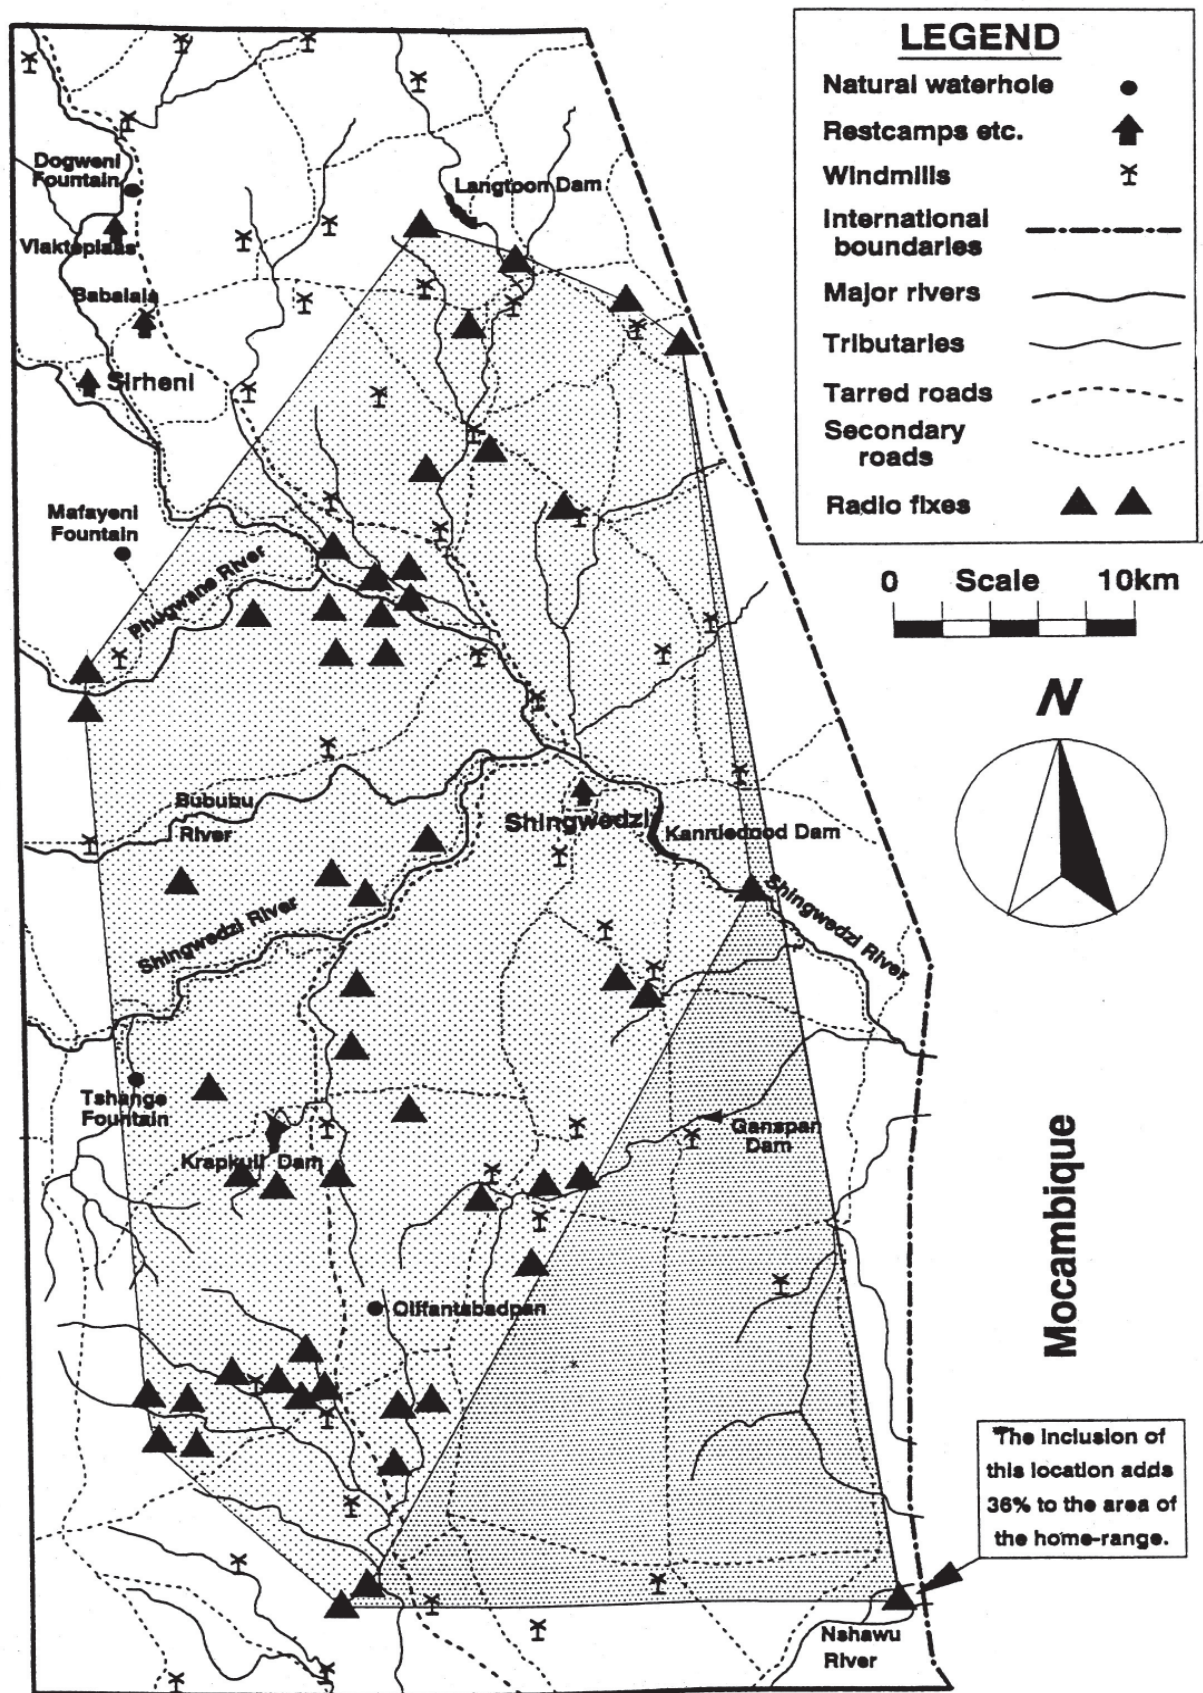 LEGEND
Natural waterhole
Restcamps etc.
Windmills
International
boundaries
Major rivers
Tributaries
Tarred roads
Secondary
roads
Radio fixes
0 Scale 10km
N
Dogweni
Fountain
Langtoon Dam
Vlakteplaas
Babalala
Sirheni
Mafayeni
Fountain
Phugwane River
Bububu
River
Shingwedzi
Kanniedood Dam
Shingwedzi River
Shingwedzi River
Tshange
Fountain
Ganspan
Dam
Krapkuil Dam
Olifantsbadpan
Mocambique
The inclusion of
this location adds
36% to the area of
the home-range.
Nshawu
River